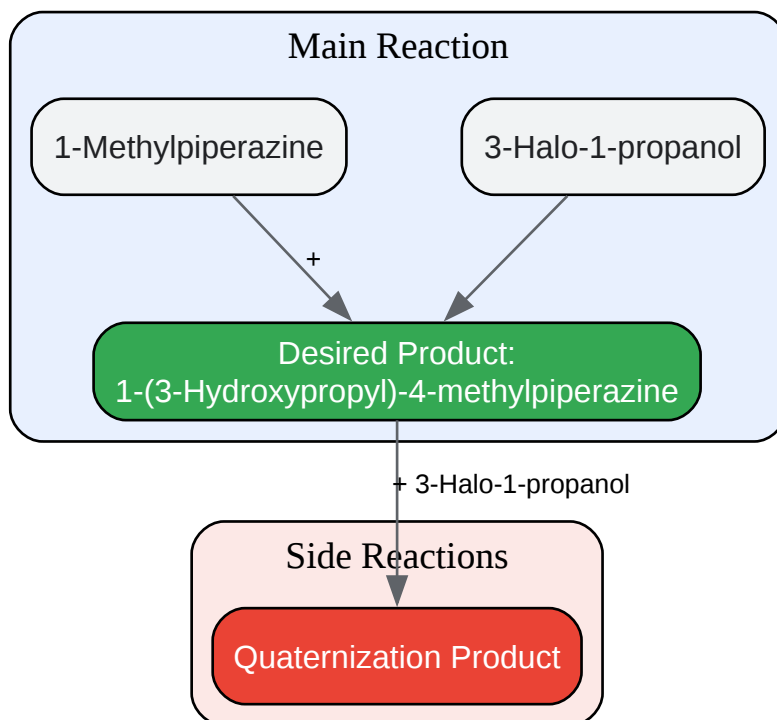 Main Reaction
1-Methylpiperazine
3-Halo-1-propanol
+
Desired Product:
1-(3-Hydroxypropyl)-4-methylpiperazine
+ 3-Halo-1-propanol
Side Reactions
Quaternization Product